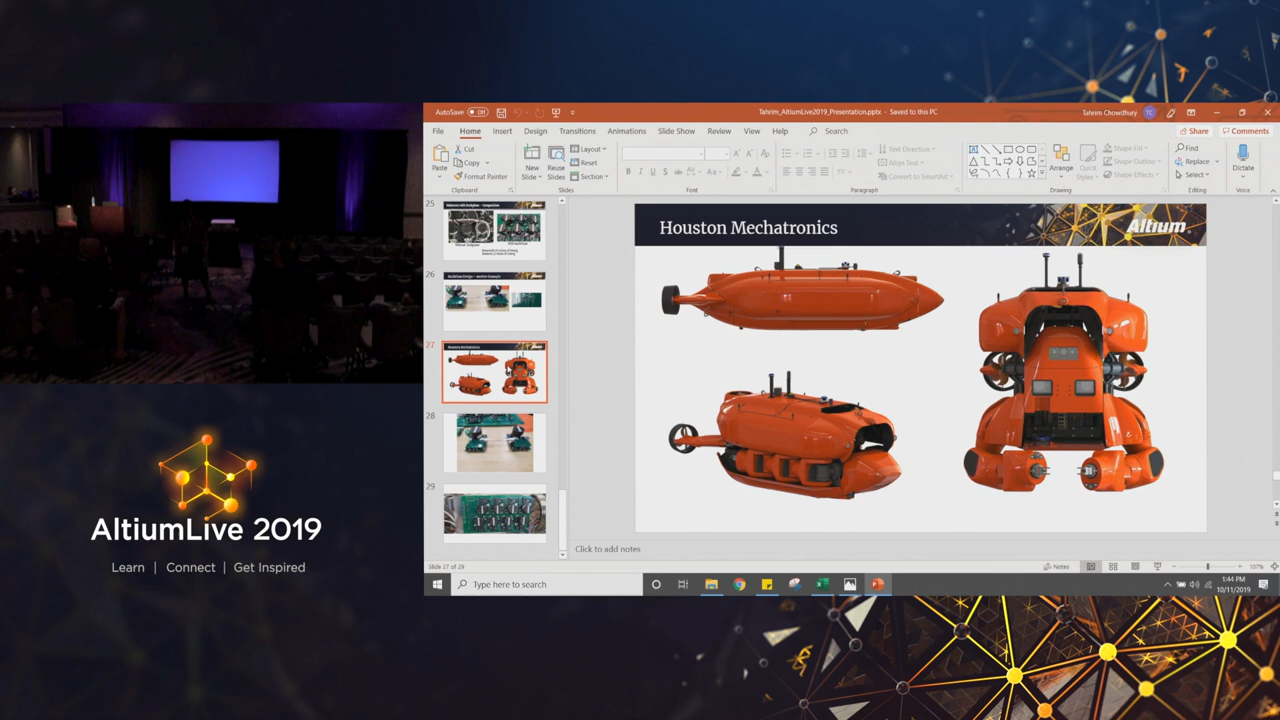 AutoSave Off
Tahrim_AltiumLive2019_Presentation.pptx - Saved to this PC
Tahrim Chowdhury TC
File Home Insert Design Transitions Animations Slide Show Review View Help Search
Share Comments
Paste
Cut
Copy
Format Painter
Clipboard
New Slide
Reuse Slides
Layout
Reset
Section
Slides
Font
Text Direction
Align Text
Convert to SmartArt
Paragraph
Arrange
Quick Styles
Shape Fill
Shape Outline
Shape Effects
Drawing
Find
Replace
Select
Editing
Dictate
Voice
25
26
27
28
29
Houston Mechatronics
Altium
Click to add notes
Slide 27 of 29
Notes
107%
Type here to search
1:44 PM
10/11/2019
AltiumLive 2019
Learn | Connect | Get Inspired